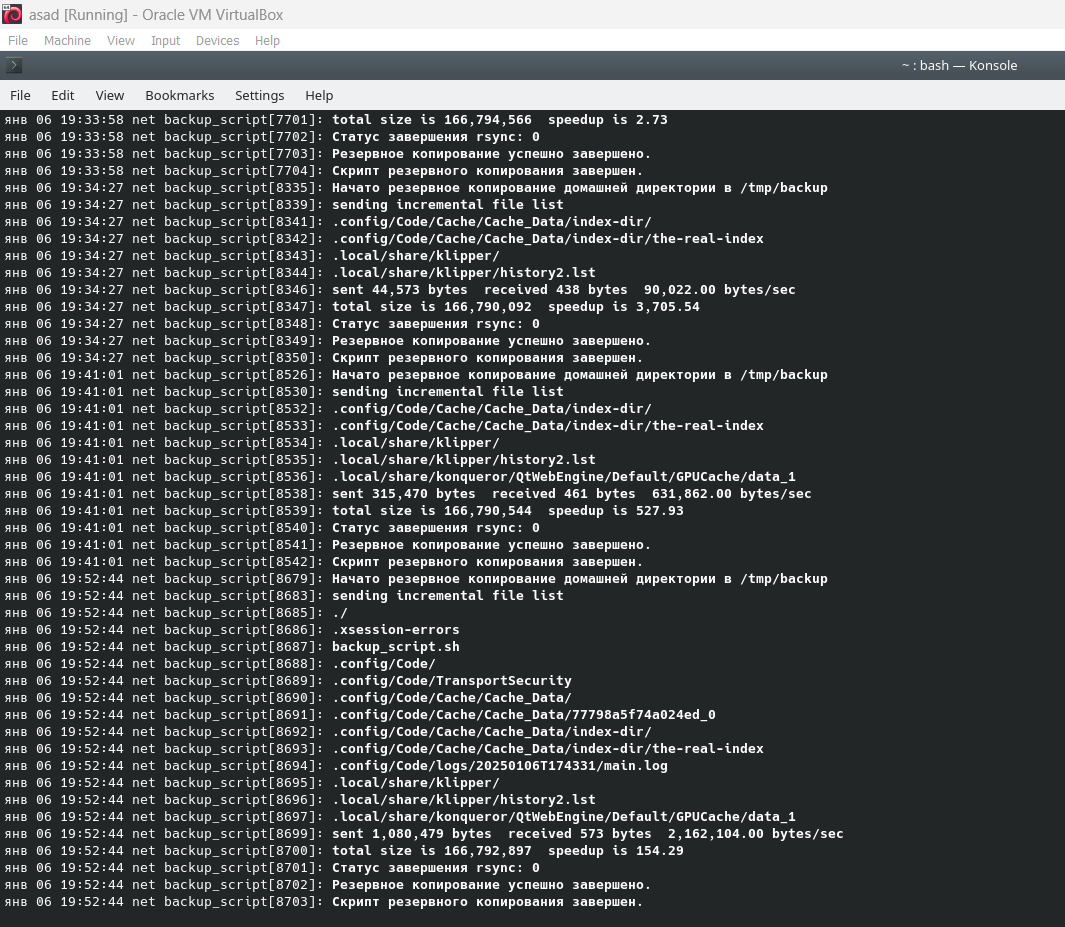 asad [Running] - Oracle VM VirtualBox
File Machine View Input Devices Help
~ : bash — Konsole
File Edit View Bookmarks Settings Help
янв 06 19:33:58 net backup_script[7701]: total size is 166,794,566  speedup is 2.73
янв 06 19:33:58 net backup_script[7702]: Статус завершения rsync: 0
янв 06 19:33:58 net backup_script[7703]: Резервное копирование успешно завершено.
янв 06 19:33:58 net backup_script[7704]: Скрипт резервного копирования завершен.
янв 06 19:34:27 net backup_script[8335]: Начато резервное копирование домашней директории в /tmp/backup
янв 06 19:34:27 net backup_script[8339]: sending incremental file list
янв 06 19:34:27 net backup_script[8341]: .config/Code/Cache/Cache_Data/index-dir/
янв 06 19:34:27 net backup_script[8342]: .config/Code/Cache/Cache_Data/index-dir/the-real-index
янв 06 19:34:27 net backup_script[8343]: .local/share/klipper/
янв 06 19:34:27 net backup_script[8344]: .local/share/klipper/history2.lst
янв 06 19:34:27 net backup_script[8346]: sent 44,573 bytes  received 438 bytes  90,022.00 bytes/sec
янв 06 19:34:27 net backup_script[8347]: total size is 166,790,092  speedup is 3,705.54
янв 06 19:34:27 net backup_script[8348]: Статус завершения rsync: 0
янв 06 19:34:27 net backup_script[8349]: Резервное копирование успешно завершено.
янв 06 19:34:27 net backup_script[8350]: Скрипт резервного копирования завершен.
янв 06 19:41:01 net backup_script[8526]: Начато резервное копирование домашней директории в /tmp/backup
янв 06 19:41:01 net backup_script[8530]: sending incremental file list
янв 06 19:41:01 net backup_script[8532]: .config/Code/Cache/Cache_Data/index-dir/
янв 06 19:41:01 net backup_script[8533]: .config/Code/Cache/Cache_Data/index-dir/the-real-index
янв 06 19:41:01 net backup_script[8534]: .local/share/klipper/
янв 06 19:41:01 net backup_script[8535]: .local/share/klipper/history2.lst
янв 06 19:41:01 net backup_script[8536]: .local/share/konqueror/QtWebEngine/Default/GPUCache/data_1
янв 06 19:41:01 net backup_script[8538]: sent 315,470 bytes  received 461 bytes  631,862.00 bytes/sec
янв 06 19:41:01 net backup_script[8539]: total size is 166,790,544  speedup is 527.93
янв 06 19:41:01 net backup_script[8540]: Статус завершения rsync: 0
янв 06 19:41:01 net backup_script[8541]: Резервное копирование успешно завершено.
янв 06 19:41:01 net backup_script[8542]: Скрипт резервного копирования завершен.
янв 06 19:52:44 net backup_script[8679]: Начато резервное копирование домашней директории в /tmp/backup
янв 06 19:52:44 net backup_script[8683]: sending incremental file list
янв 06 19:52:44 net backup_script[8685]: ./
янв 06 19:52:44 net backup_script[8686]: .xsession-errors
янв 06 19:52:44 net backup_script[8687]: backup_script.sh
янв 06 19:52:44 net backup_script[8688]: .config/Code/
янв 06 19:52:44 net backup_script[8689]: .config/Code/TransportSecurity
янв 06 19:52:44 net backup_script[8690]: .config/Code/Cache/Cache_Data/
янв 06 19:52:44 net backup_script[8691]: .config/Code/Cache/Cache_Data/77798a5f74a024ed_0
янв 06 19:52:44 net backup_script[8692]: .config/Code/Cache/Cache_Data/index-dir/
янв 06 19:52:44 net backup_script[8693]: .config/Code/Cache/Cache_Data/index-dir/the-real-index
янв 06 19:52:44 net backup_script[8694]: .config/Code/logs/20250106T174331/main.log
янв 06 19:52:44 net backup_script[8695]: .local/share/klipper/
янв 06 19:52:44 net backup_script[8696]: .local/share/klipper/history2.lst
янв 06 19:52:44 net backup_script[8697]: .local/share/konqueror/QtWebEngine/Default/GPUCache/data_1
янв 06 19:52:44 net backup_script[8699]: sent 1,080,479 bytes  received 573 bytes  2,162,104.00 bytes/sec
янв 06 19:52:44 net backup_script[8700]: total size is 166,792,897  speedup is 154.29
янв 06 19:52:44 net backup_script[8701]: Статус завершения rsync: 0
янв 06 19:52:44 net backup_script[8702]: Резервное копирование успешно завершено.
янв 06 19:52:44 net backup_script[8703]: Скрипт резервного копирования завершен.